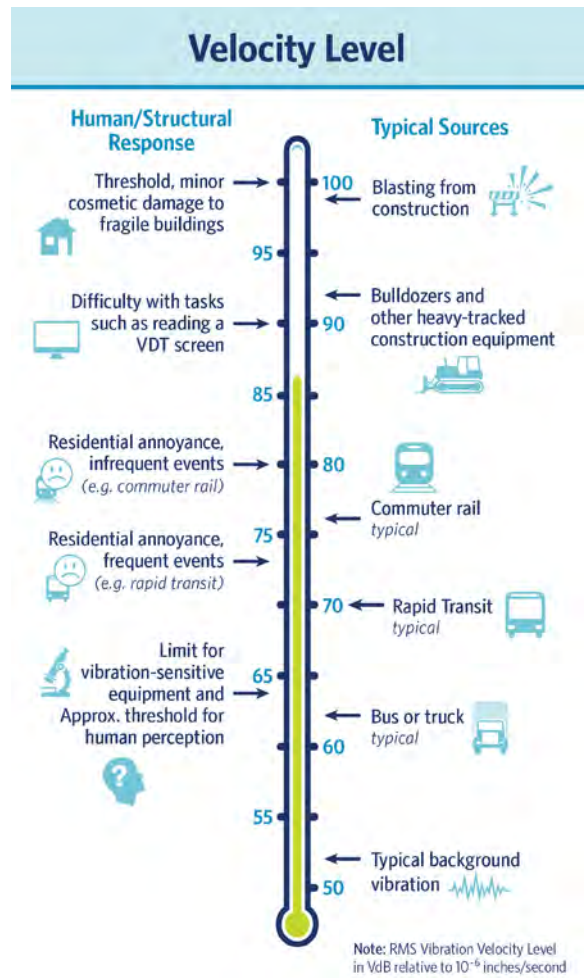 Velocity Level
Human/Structural
Response
Typical Sources
Threshold, minor
cosmetic damage to
fragile buildings
100
Blasting from
construction
95
Difficulty with tasks
such as reading a
VDT screen
90
Bulldozers and
other heavy-tracked
construction equipment
85
Residential annoyance,
infrequent events
(e.g. commuter rail)
80
Commuter rail
typical
75
Residential annoyance,
frequent events
(e.g. rapid transit)
70
Rapid Transit
typical
Limit for
vibration-sensitive
equipment and
Approx. threshold for
human perception
65
Bus or truck
typical
60
?
55
Typical background
vibration
50
Note: RMS Vibration Velocity Level
in VdB relative to 10⁻⁶ inches/second